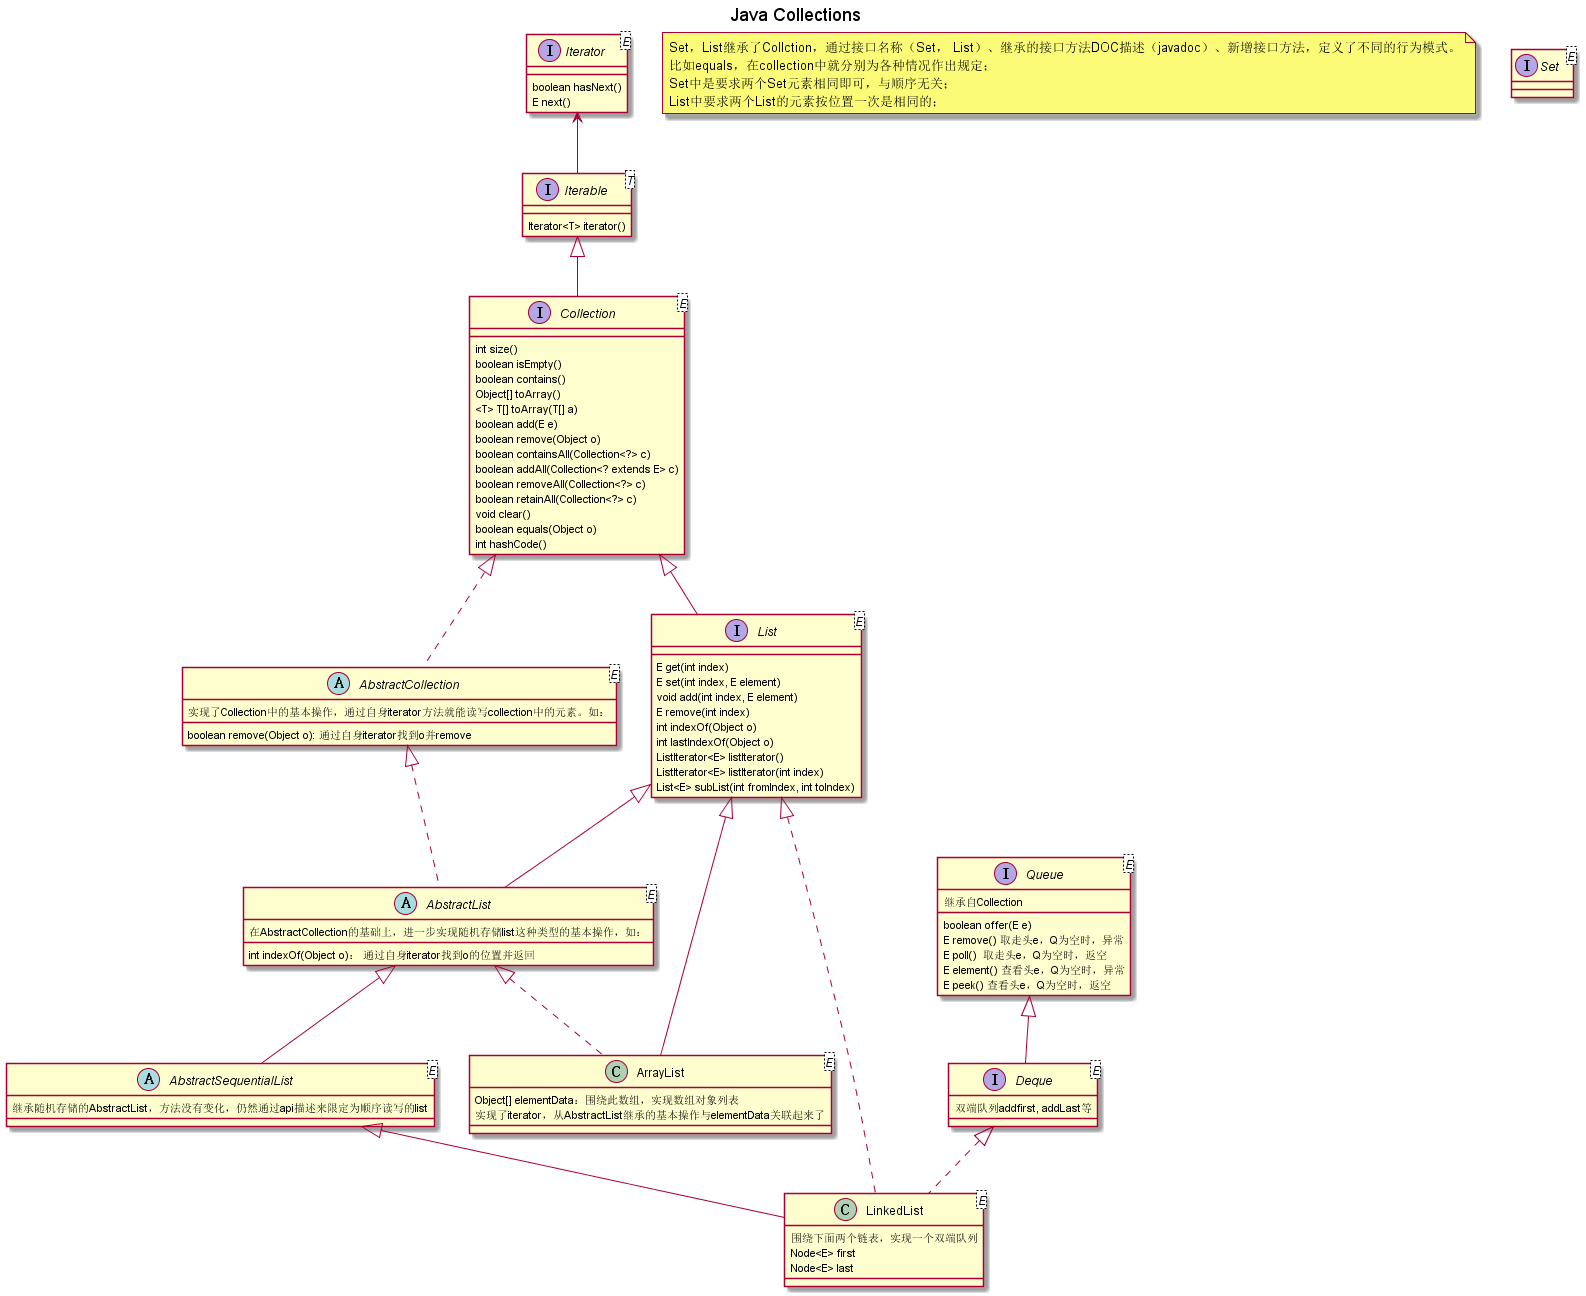 Java Collections
I Iterator E
boolean hasNext()
E next()
Set，List继承了Collction，通过接口名称（Set， List）、继承的接口方法DOC描述（javadoc）、新增接口方法，定义了不同的行为模式。
比如equals，在collection中就分别为各种情况作出规定；
Set中是要求两个Set元素相同即可，与顺序无关；
List中要求两个List的元素按位置一次是相同的；
I Set E
I Iterable T
Iterator<T> iterator()
I Collection E
int size()
boolean isEmpty()
boolean contains()
Object[] toArray()
<T> T[] toArray(T[] a)
boolean add(E e)
boolean remove(Object o)
boolean containsAll(Collection<?> c)
boolean addAll(Collection<? extends E> c)
boolean removeAll(Collection<?> c)
boolean retainAll(Collection<?> c)
void clear()
boolean equals(Object o)
int hashCode()
I List E
E get(int index)
E set(int index, E element)
void add(int index, E element)
E remove(int index)
int indexOf(Object o)
int lastIndexOf(Object o)
ListIterator<E> listIterator()
ListIterator<E> listIterator(int index)
List<E> subList(int fromIndex, int toIndex)
A AbstractCollection E
实现了Collection中的基本操作，通过自身iterator方法就能读写collection中的元素。如：
boolean remove(Object o): 通过自身iterator找到o并remove
A AbstractList E
在AbstractCollection的基础上，进一步实现随机存储list这种类型的基本操作，如：
int indexOf(Object o)： 通过自身iterator找到o的位置并返回
I Queue E
继承自Collection
boolean offer(E e)
E remove() 取走头e，Q为空时，异常
E poll() 取走头e，Q为空时，返空
E element() 查看头e，Q为空时，异常
E peek() 查看头e，Q为空时，返空
A AbstractSequentialList E
继承随机存储的AbstractList，方法没有变化，仍然通过api描述来限定为顺序读写的list
C ArrayList E
Object[] elementData：围绕此数组，实现数组对象列表
实现了iterator，从AbstractList继承的基本操作与elementData关联起来了
I Deque E
双端队列addfirst, addLast等
C LinkedList E
围绕下面两个链表，实现一个双端队列
Node<E> first
Node<E> last